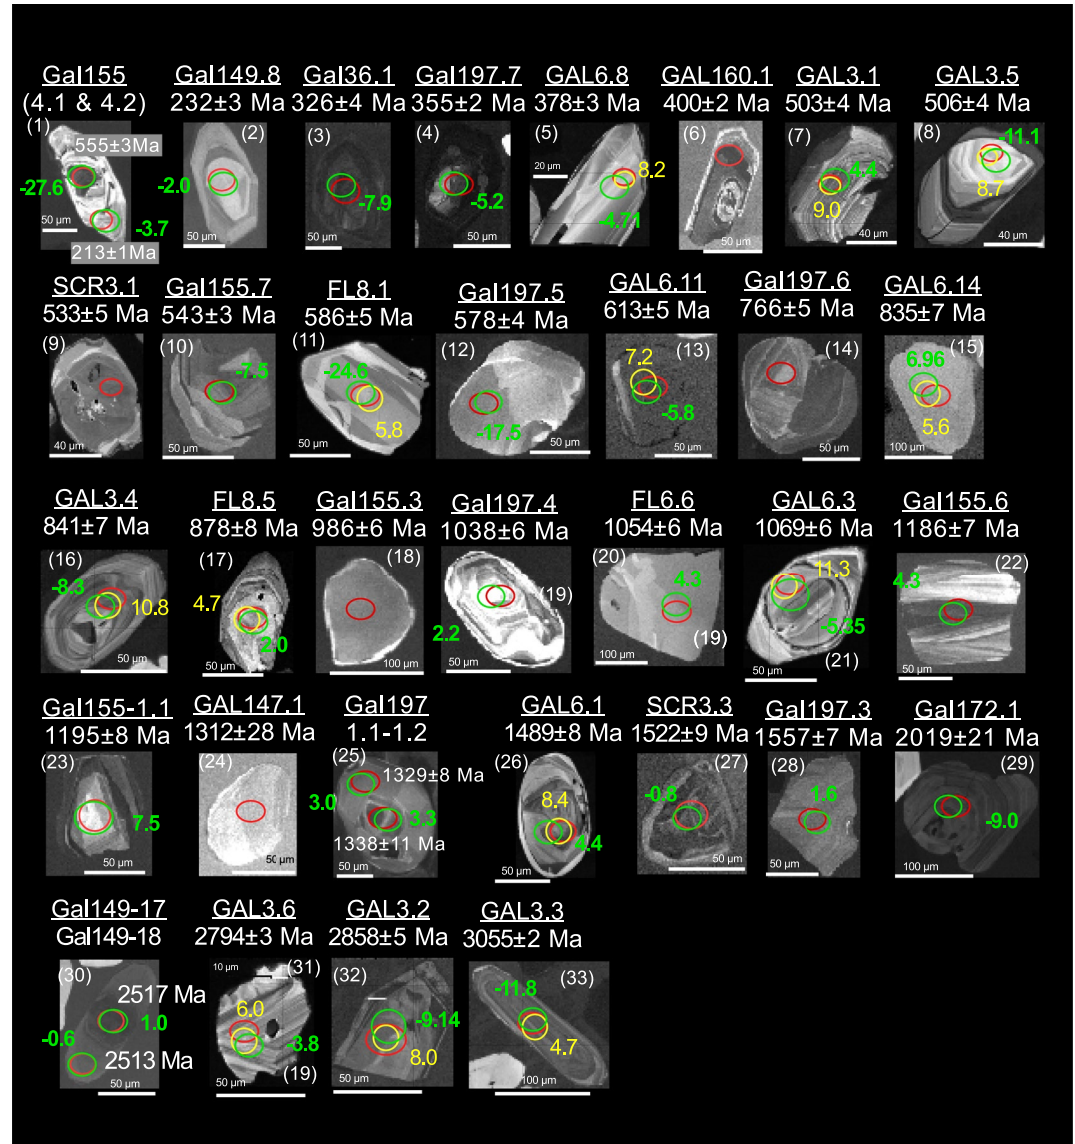 Gal155
(4.1 & 4.2)
(1)
555±3Ma
-27.6
-3.7
50 µm
213±1Ma
Gal149.8
232±3 Ma
(2)
-2.0
50 µm
Gal36.1
326±4 Ma
(3)
-7.9
50 µm
Gal197.7
355±2 Ma
(4)
-5.2
50 µm
GAL6.8
378±3 Ma
(5)
20 µm
8.2
-4.71
50 µm
GAL160.1
400±2 Ma
(6)
50 µm
GAL3.1
503±4 Ma
(7)
4.4
9.0
40 µm
GAL3.5
506±4 Ma
(8)
-11.1
8.7
40 µm
SCR3.1
533±5 Ma
(9)
40 µm
Gal155.7
543±3 Ma
(10)
-7.5
50 µm
FL8.1
586±5 Ma
(11)
-24.6
5.8
50 µm
Gal197.5
578±4 Ma
(12)
-17.5
50 µm
GAL6.11
613±5 Ma
7.2
(13)
-5.8
50 µm
Gal197.6
766±5 Ma
(14)
50 µm
GAL6.14
835±7 Ma
(15)
6.96
5.6
100 µm
GAL3.4
841±7 Ma
(16)
-8.3
10.8
50 µm
FL8.5
878±8 Ma
(17)
4.7
2.0
50 µm
Gal155.3
986±6 Ma
(18)
100 µm
Gal197.4
1038±6 Ma
(19)
2.2
50 µm
FL6.6
1054±6 Ma
(20)
4.3
(19)
100 µm
GAL6.3
1069±6 Ma
11.3
-5.35
(21)
50 µm
Gal155.6
1186±7 Ma
(22)
4.3
50 µm
Gal155-1.1
1195±8 Ma
(23)
7.5
50 µm
GAL147.1
1312±28 Ma
(24)
50 µm
Gal197
1.1-1.2
(25)
1329±8 Ma
3.0
3.3
1338±11 Ma
50 µm
GAL6.1
1489±8 Ma
(26)
8.4
4.4
50 µm
SCR3.3
1522±9 Ma
(27)
-0.8
50 µm
Gal197.3
1557±7 Ma
(28)
1.6
50 µm
Gal172.1
2019±21 Ma
(29)
-9.0
100 µm
Gal149-17
Gal149-18
(30)
2517 Ma
1.0
-0.6
2513 Ma
50 µm
GAL3.6
2794±3 Ma
10 µm
(31)
6.0
-3.8
(19)
50 µm
GAL3.2
2858±5 Ma
(32)
-9.14
8.0
50 µm
GAL3.3
3055±2 Ma
(33)
-11.8
4.7
100 µm